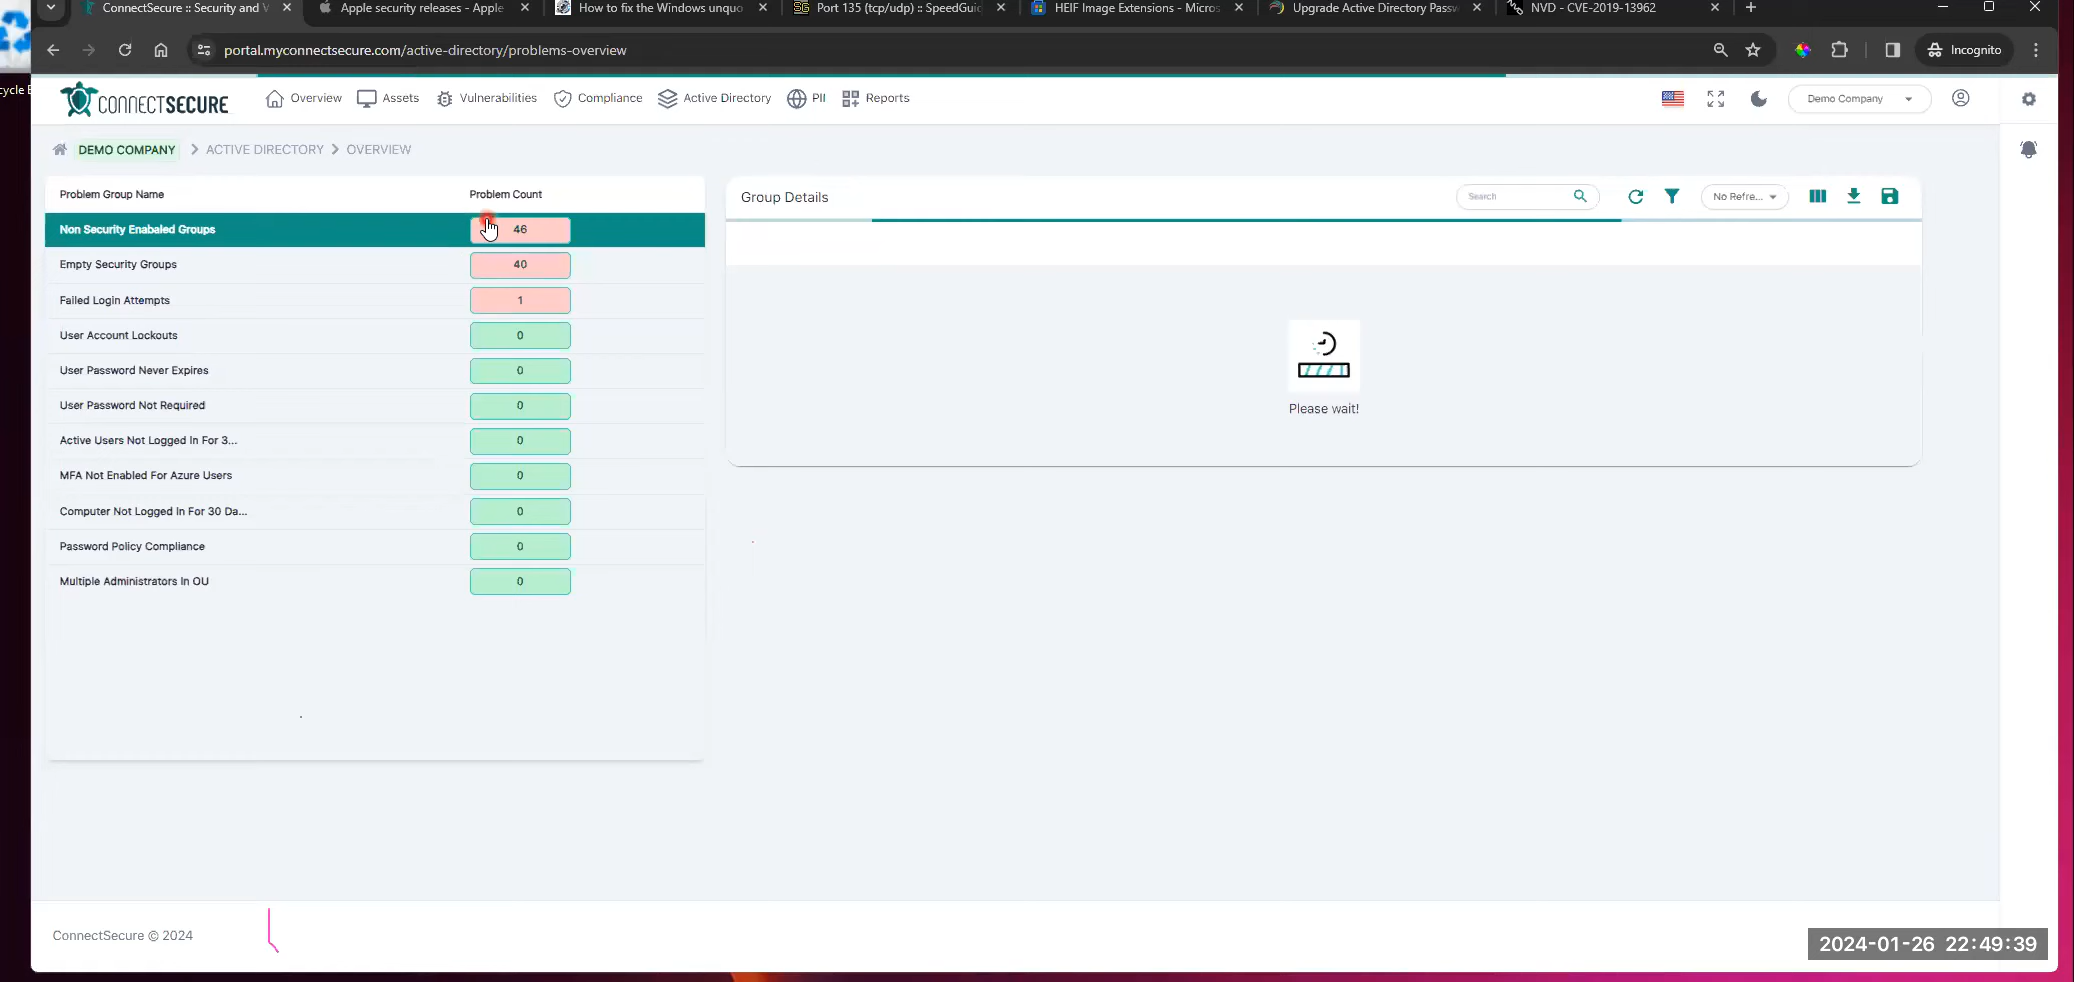 ConnectSecure :: Security and V
Apple security releases - Apple
How to fix the Windows unquo
Port 135 (tcp/udp) :: SpeedGuid
HEIF Image Extensions - Micros
Upgrade Active Directory Passw
NVD - CVE-2019-13962
portal.myconnectsecure.com/active-directory/problems-overview
Incognito
CONNECTSECURE
Overview
Assets
Vulnerabilities
Compliance
Active Directory
PII
Reports
Demo Company
DEMO COMPANY > ACTIVE DIRECTORY > OVERVIEW
Problem Group Name Problem Count
Non Security Enabaled Groups 46
Empty Security Groups 40
Failed Login Attempts 1
User Account Lockouts 0
User Password Never Expires 0
User Password Not Required 0
Active Users Not Logged In For 3... 0
MFA Not Enabled For Azure Users 0
Computer Not Logged In For 30 Da... 0
Password Policy Compliance 0
Multiple Administrators In OU 0
Group Details
Search
No Refre...
Please wait!
ConnectSecure © 2024
2024-01-26 22:49:39